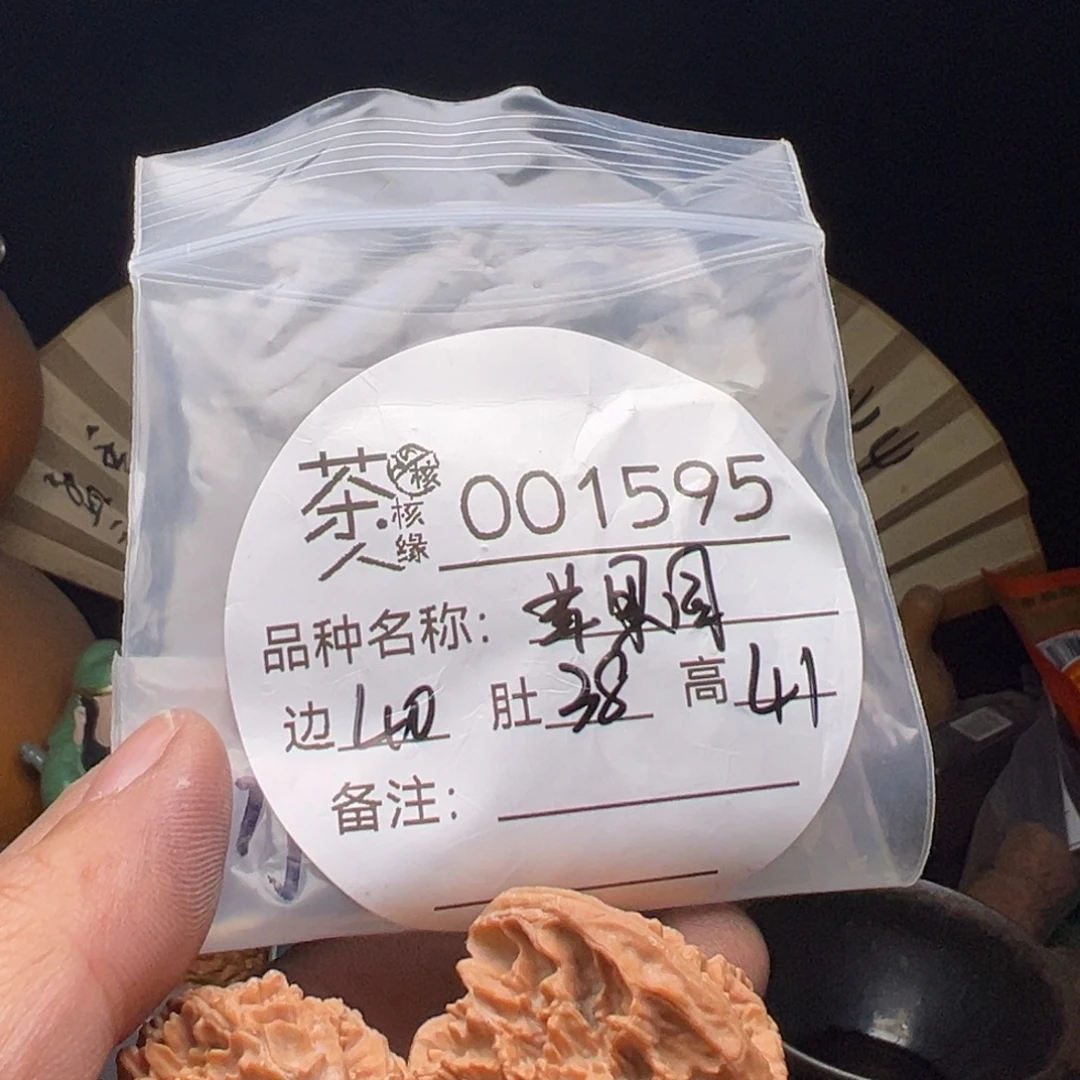 茶人 核缘 001595
品种名称：苹果园
边 40 肚 38 高 41
备注：